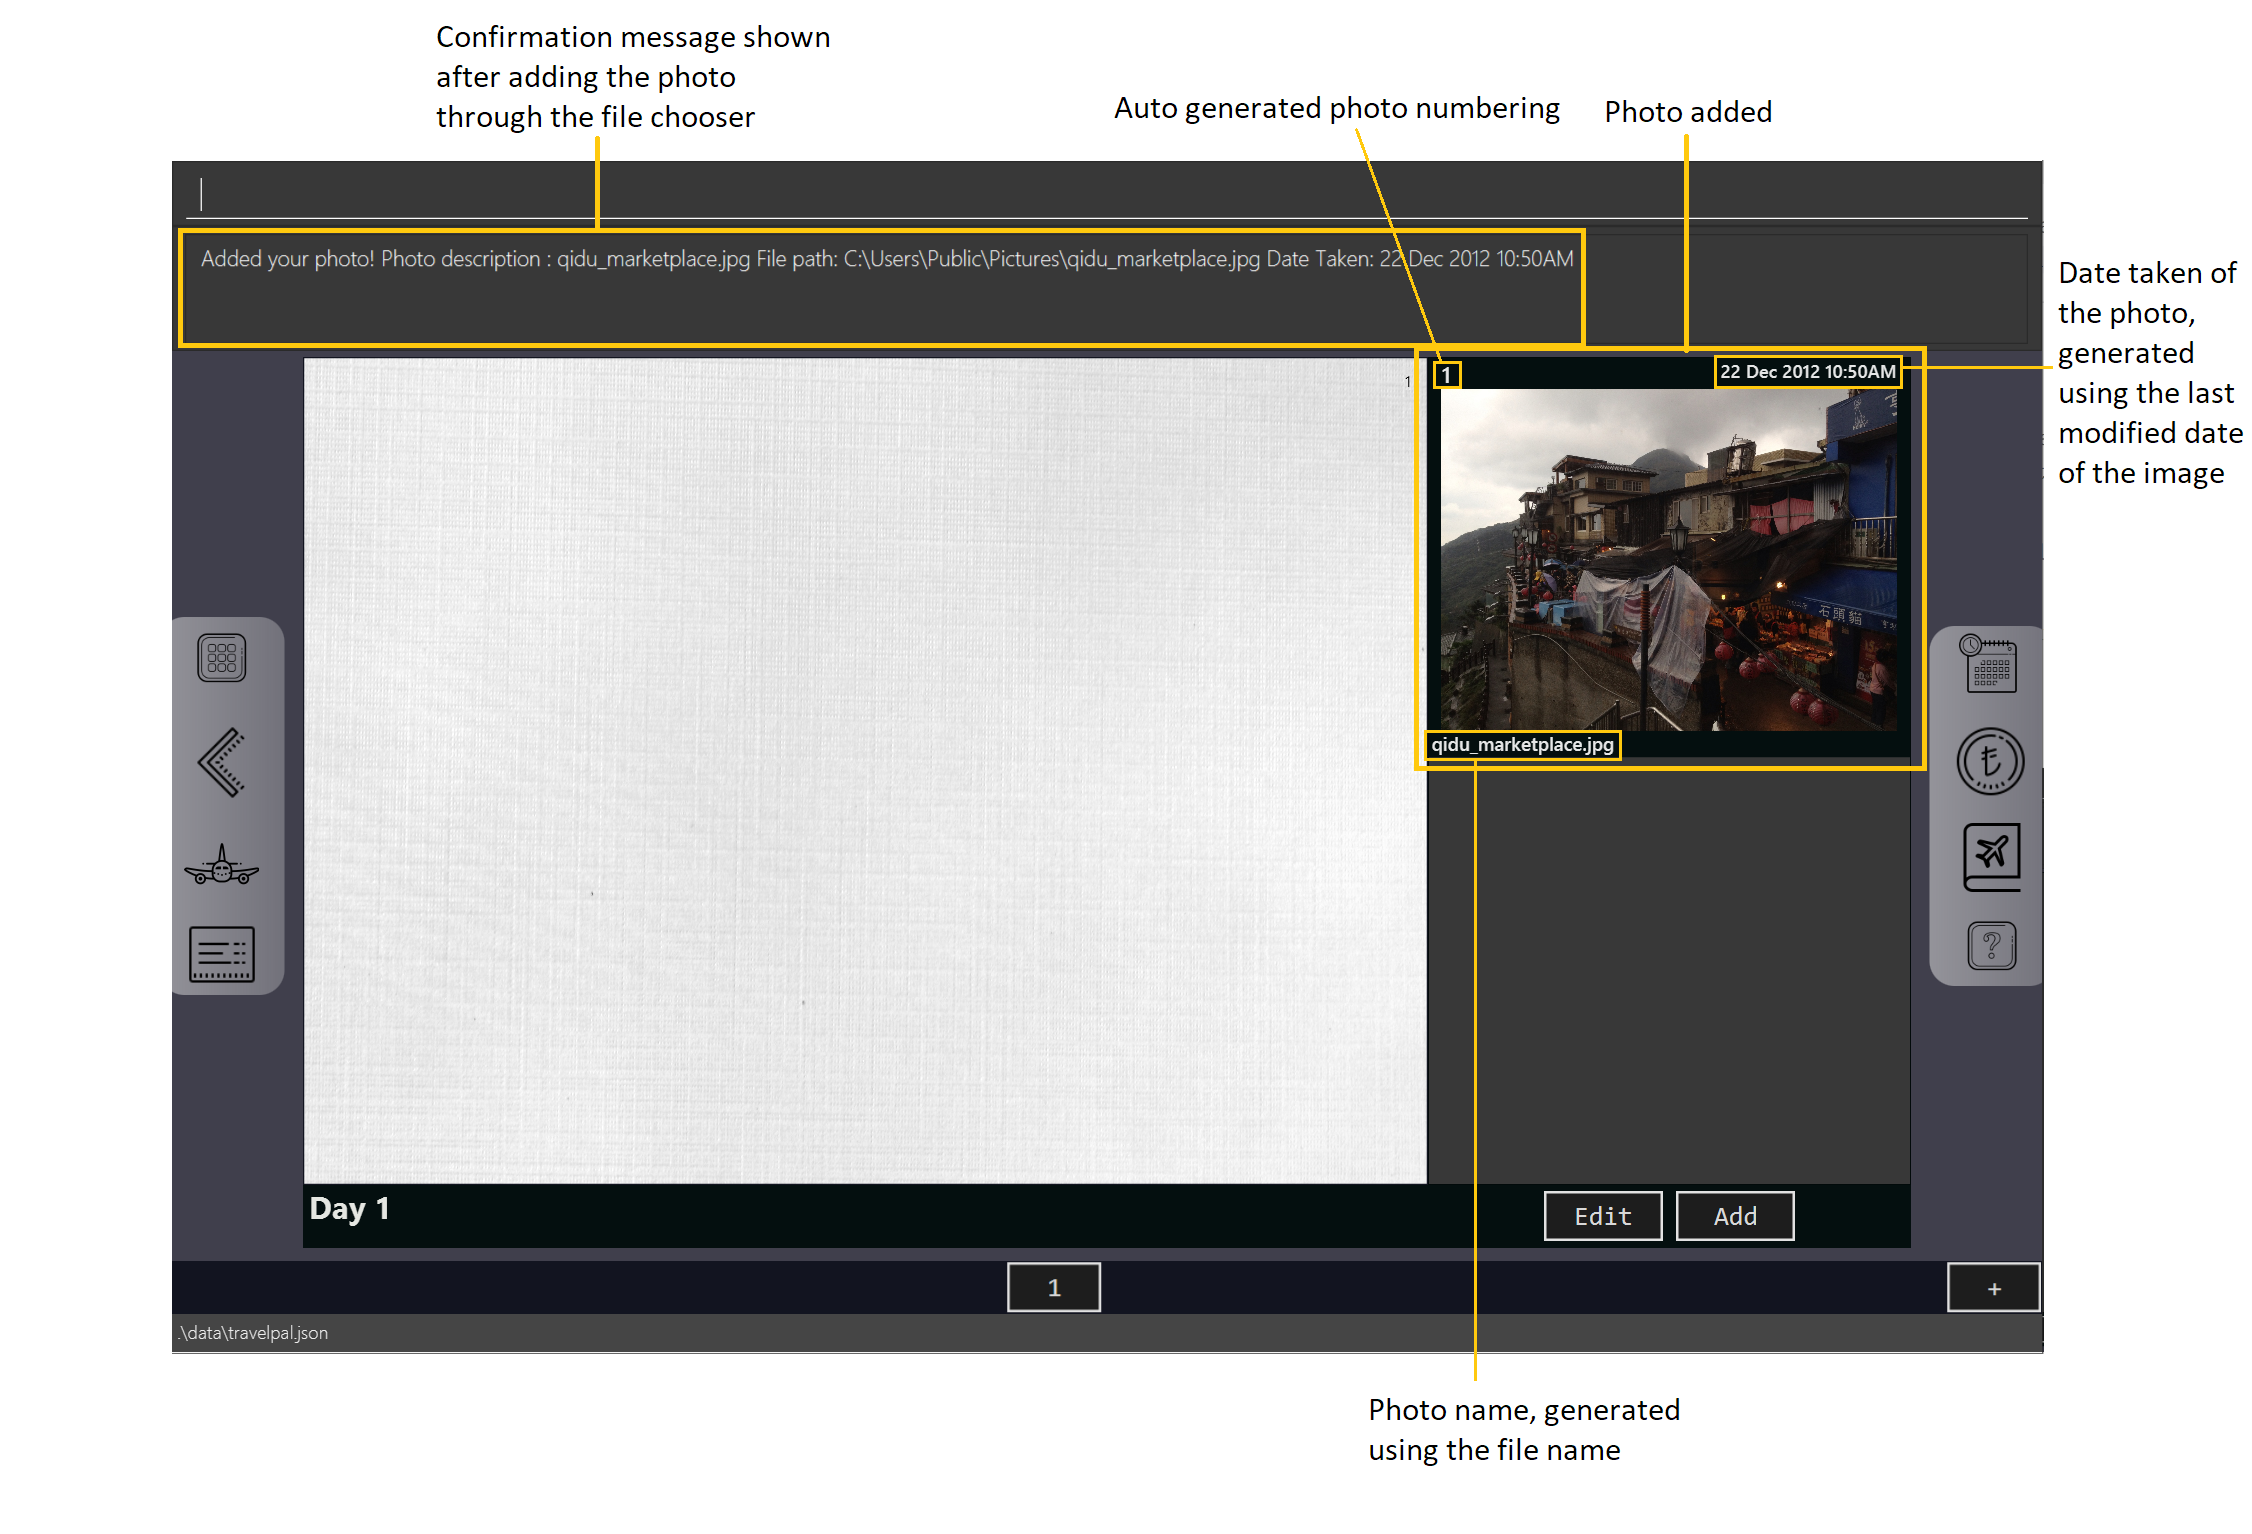 Confirmation message shown
after adding the photo
through the file chooser
Auto generated photo numbering
Photo added
Added your photo! Photo description : qidu_marketplace.jpg File path: C:\Users\Public\Pictures\qidu_marketplace.jpg Date Taken: 22 Dec 2012 10:50AM
Date taken of
the photo,
generated
using the last
modified date
of the image
1
1
22 Dec 2012 10:50AM
石頭貓
qidu_marketplace.jpg
?
Day 1
Edit
Add
1
+
.\data\travelpal.json
Photo name, generated
using the file name